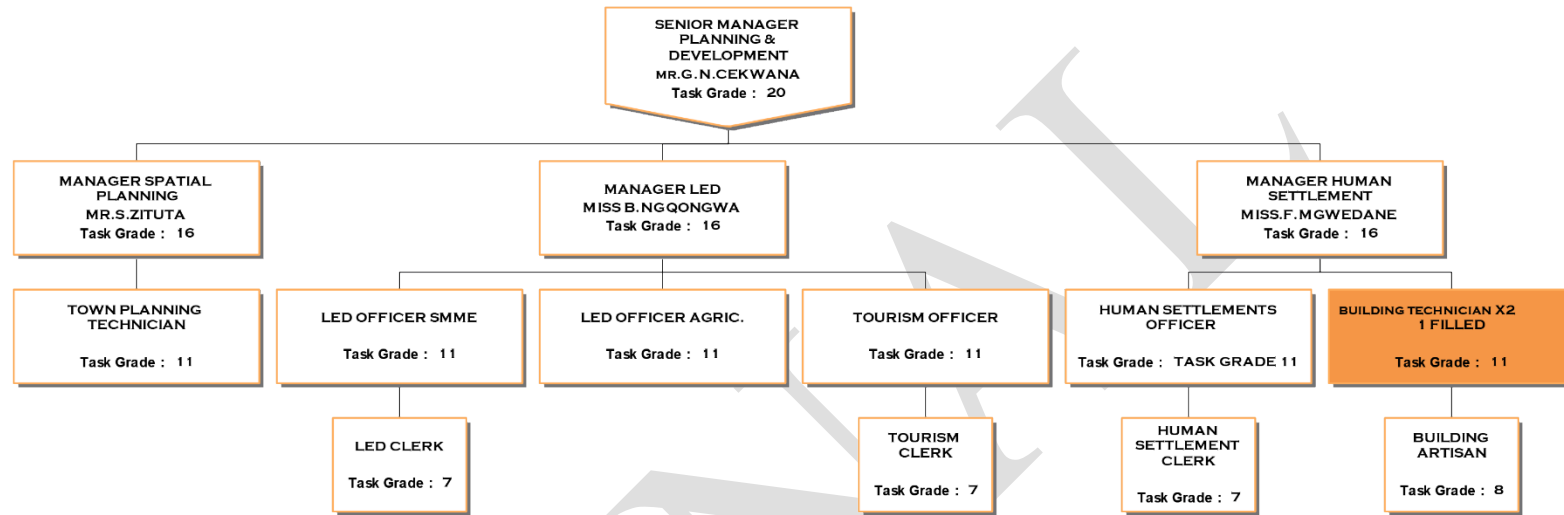 SENIOR MANAGER
PLANNING &
DEVELOPMENT
MR.G.N.CEKWANA
Task Grade : 20
MANAGER SPATIAL
PLANNING
MR.S.ZITUTA
Task Grade : 16
MANAGER LED
MISS B.NGQONGWA
Task Grade : 16
MANAGER HUMAN
SETTLEMENT
MISS.F.MGWEDANE
Task Grade : 16
TOWN PLANNING
TECHNICIAN
Task Grade : 11
LED OFFICER SMME
Task Grade : 11
LED OFFICER AGRIC.
Task Grade : 11
TOURISM OFFICER
Task Grade : 11
HUMAN SETTLEMENTS
OFFICER
Task Grade : TASK GRADE 11
BUILDING TECHNICIAN X2
1 FILLED
Task Grade : 11
LED CLERK
Task Grade : 7
TOURISM
CLERK
Task Grade : 7
HUMAN
SETTLEMENT
CLERK
Task Grade : 7
BUILDING
ARTISAN
Task Grade : 8